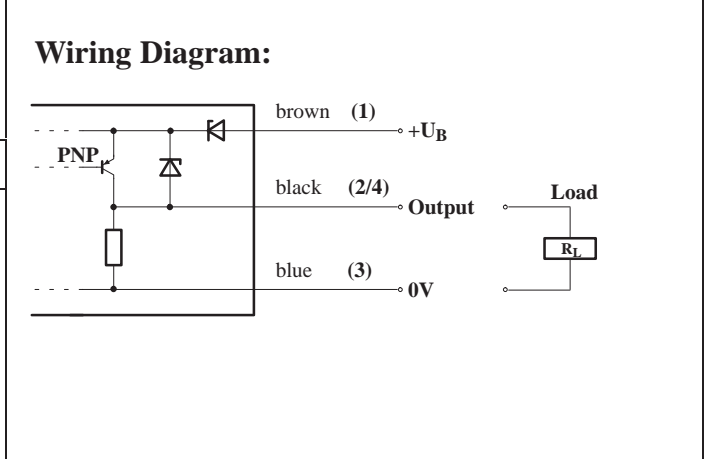 Wiring Diagram:
brown (1)
+UB
PNP
black (2/4)
Output
Load
RL
blue (3)
0V